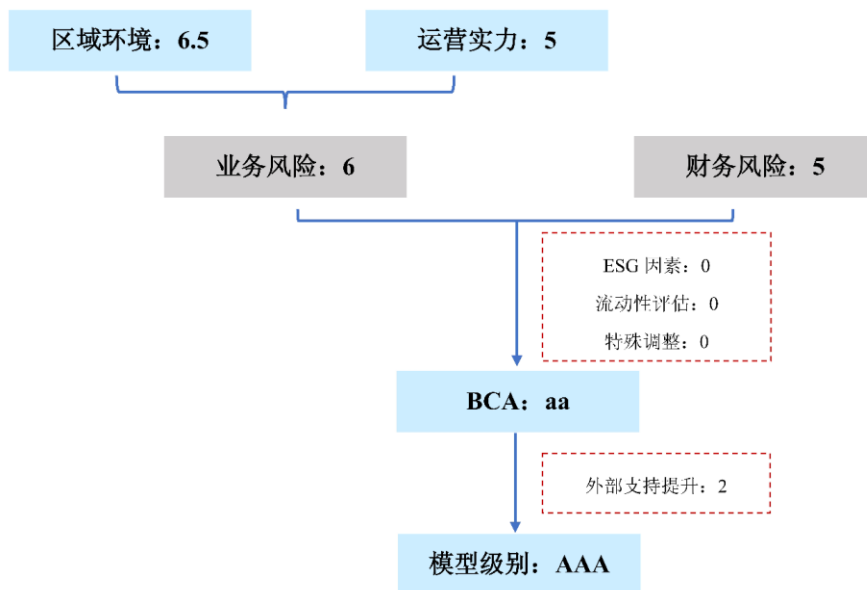 区域环境：6.5
运营实力：5
业务风险：6
财务风险：5
ESG 因素：0
流动性评估：0
特殊调整：0
BCA：aa
外部支持提升：2
模型级别：AAA